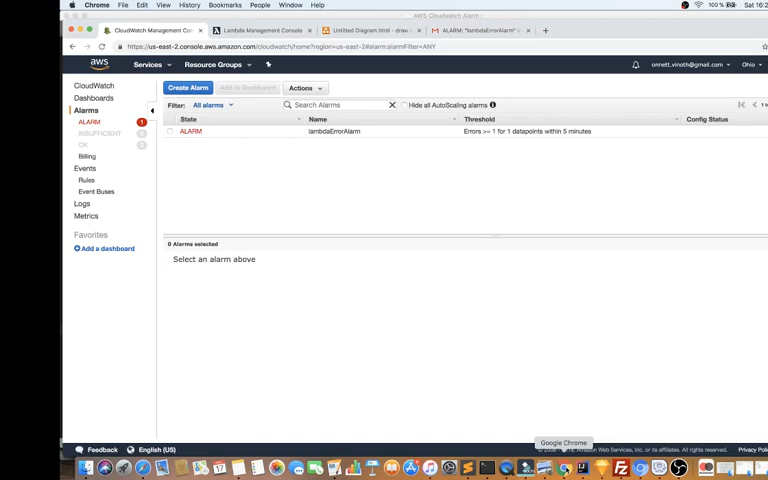 Chrome File Edit View History Bookmarks People Window Help
100 % Sat 16:2
AWS Cloudwatch Alarm :
CloudWatch Management Con
Lambda Management Console
Untitled Diagram.html - draw.
ALARM: "lambdaErrorAlarm" in
https://us-east-2.console.aws.amazon.com/cloudwatch/home?region=us-east-2#alarm:alarmFilter=ANY
aws Services Resource Groups onnett.vinoth@gmail.com Ohio
CloudWatch
Dashboards
Alarms
ALARM 1
INSUFFICIENT 0
OK 0
Billing
Events
Rules
Event Buses
Logs
Metrics
Favorites
Add a dashboard
Create Alarm Add to Dashboard Actions
Filter: All alarms Search Alarms Hide all AutoScaling alarms
State Name Threshold Config Status
ALARM lambdaErrorAlarm Errors >= 1 for 1 datapoints within 5 minutes
0 Alarms selected
Select an alarm above
Google Chrome
Feedback English (US) Amazon Web Services, Inc. or its affiliates. All rights reserved. Privacy Poli
17